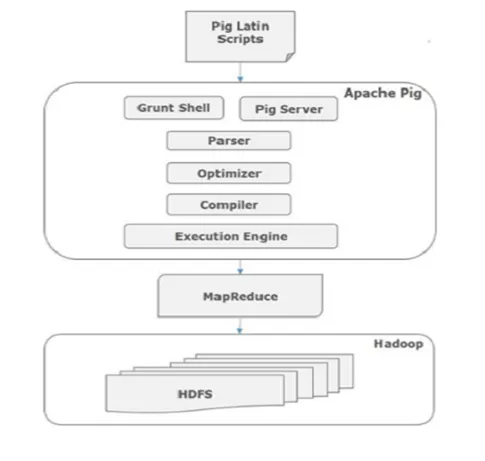 Pig Latin
Scripts
Apache Pig
Grunt Shell
Pig Server
Parser
Optimizer
Compiler
Execution Engine
MapReduce
Hadoop
HDFS